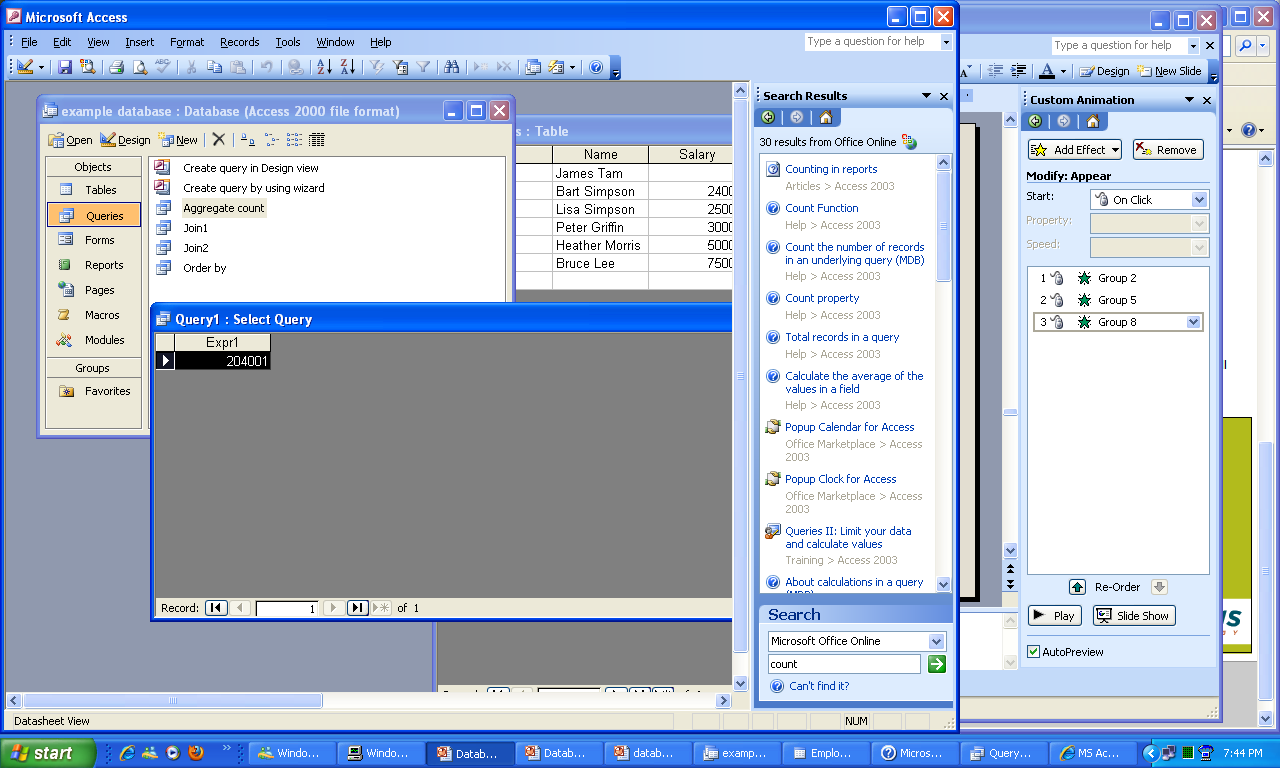 Microsoft Access
File Edit View Insert Format Records Tools Window Help
Type a question for help
example database : Database (Access 2000 file format)
Open Design New
Objects
Tables
Queries
Forms
Reports
Pages
Macros
Modules
Groups
Favorites
Create query in Design view
Create query by using wizard
Aggregate count
Join1
Join2
Order by
s : Table
Name Salary
James Tam
Bart Simpson 2400
Lisa Simpson 2500
Peter Griffin 3000
Heather Morris 5000
Bruce Lee 7500
Query1 : Select Query
Expr1
204001
Record: 1 of 1
Datasheet View
NUM
Search Results
30 results from Office Online
Counting in reports
Articles > Access 2003
Count Function
Help > Access 2003
Count the number of records
in an underlying query (MDB)
Help > Access 2003
Count property
Help > Access 2003
Total records in a query
Help > Access 2003
Calculate the average of the
values in a field
Help > Access 2003
Popup Calendar for Access
Office Marketplace > Access
2003
Popup Clock for Access
Office Marketplace > Access
2003
Queries II: Limit your data
and calculate values
Training > Access 2003
About calculations in a query
(MDB)
Search
Microsoft Office Online
count
Can't find it?
Type a question for help
Design New Slide
Custom Animation
Add Effect Remove
Modify: Appear
Start: On Click
Property:
Speed:
1 Group 2
2 Group 5
3 Group 8
Re-Order
Play Slide Show
AutoPreview
start
Windo...
Windo...
Datab...
Datab...
datab...
examp...
Emplo...
Micros...
Query...
MS Ac...
7:44 PM